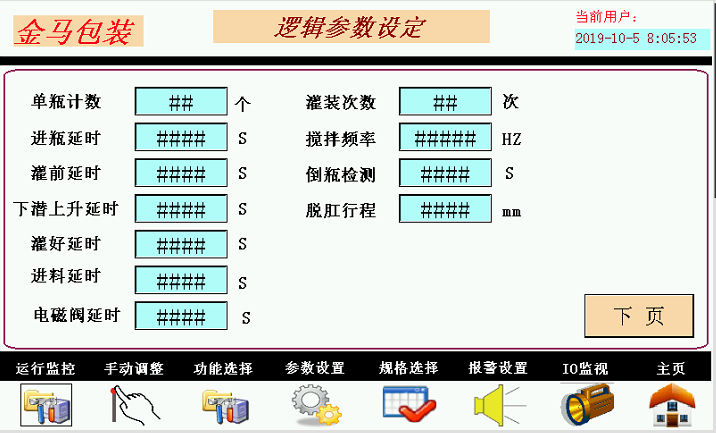 金马包装
逻辑参数设定
当前用户:
2019-10-5 8:05:53
单瓶计数 ## 个 灌装次数 ## 次
进瓶延时 #### S 搅拌频率 ##### HZ
灌前延时 #### S 倒瓶检测 #### S
下潜上升延时 #### S 脱肛行程 #### mm
灌好延时 #### S
进料延时 #### S
电磁阀延时 #### S
下 页
运行监控 手动调整 功能选择 参数设置 规格选择 报警设置 IO监视 主页